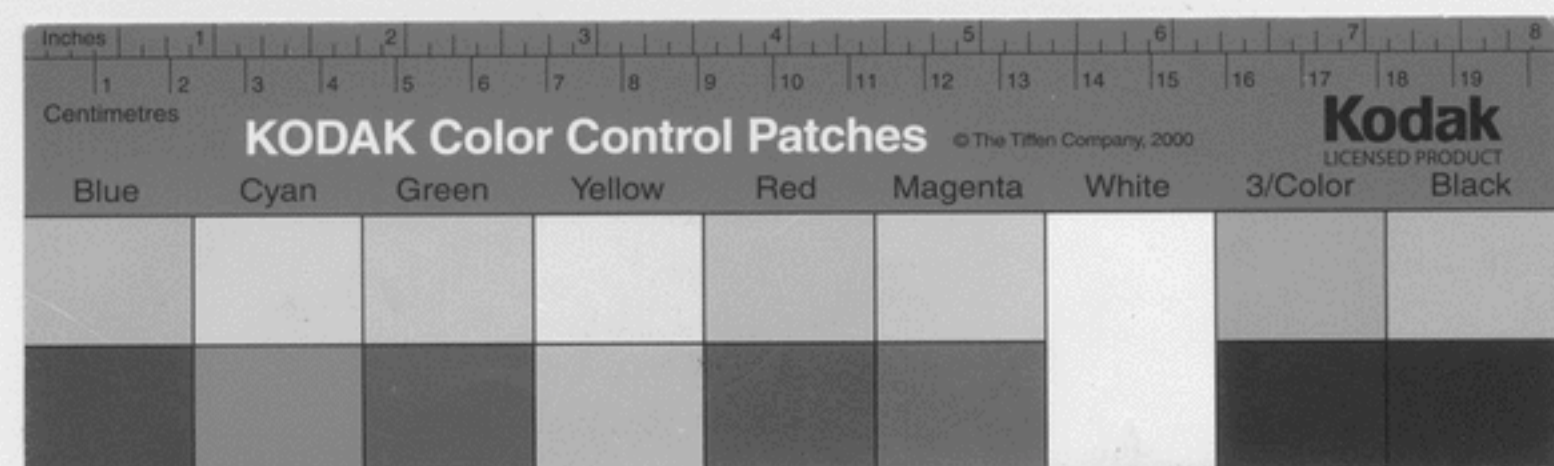 Inches 1 2 3 4 5 6 7 8
1 2 3 4 5 6 7 8 9 10 11 12 13 14 15 16 17 18 19
Centimetres
KODAK Color Control Patches © The Tiffen Company, 2000
Kodak
LICENSED PRODUCT
Blue Cyan Green Yellow Red Magenta White 3/Color Black